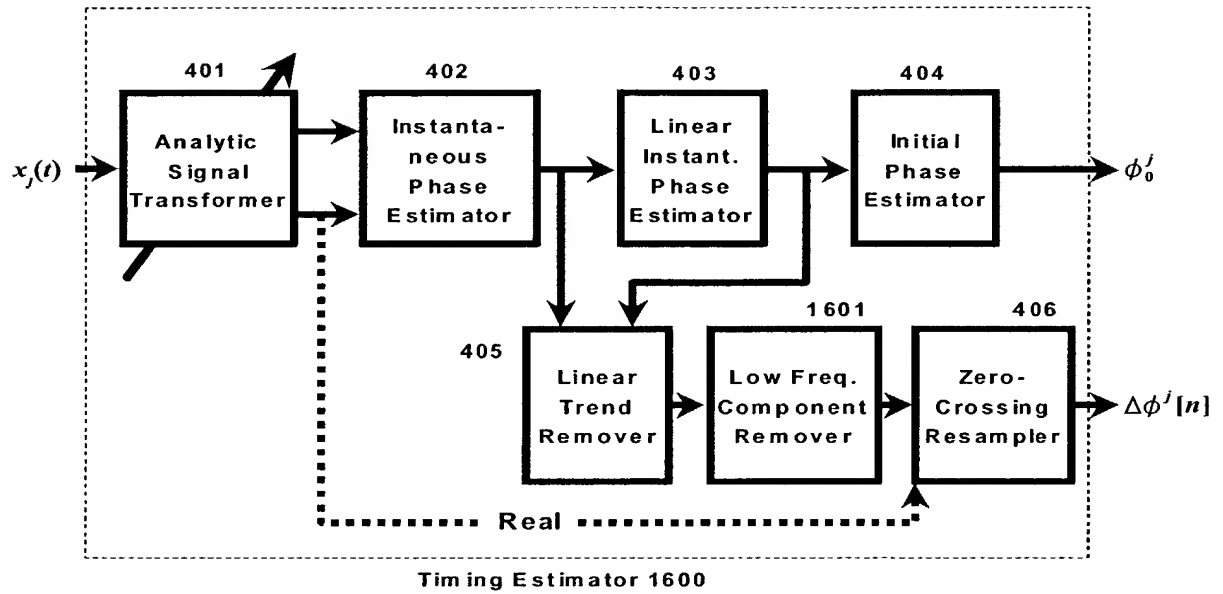 401
402
403
404
x_j(t)
Analytic
Signal
Transformer
Instanta-
neous
Phase
Estimator
Linear
Instant.
Phase
Estimator
Initial
Phase
Estimator
ϕ_0^j
405
1601
406
Linear
Trend
Remover
Low Freq.
Component
Remover
Zero-
Crossing
Resampler
Δϕ^j[n]
Real
Timing Estimator 1600